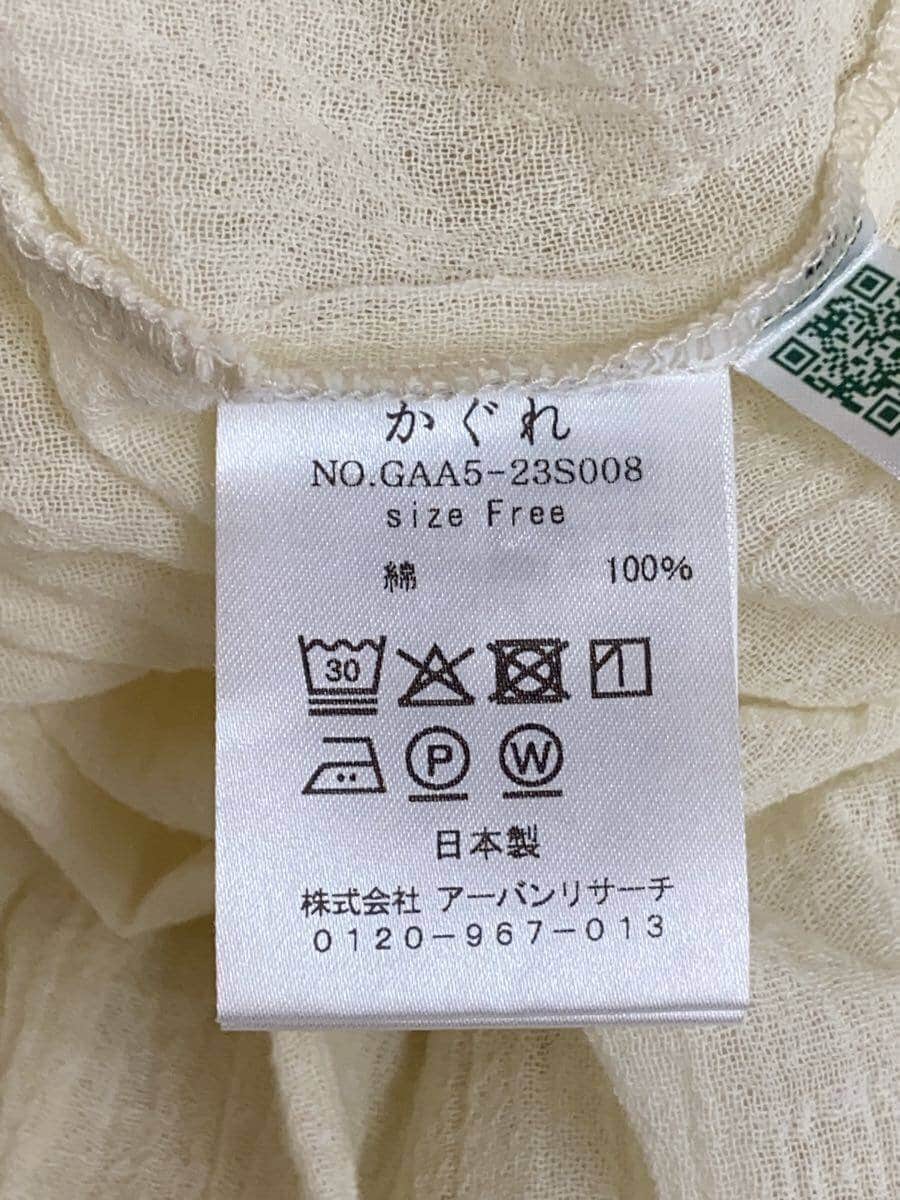 かぐれ
NO.GAA5-23S008
size Free
綿 100%
30
P W
日本製
株式会社 アーバンリサーチ
0120-967-013